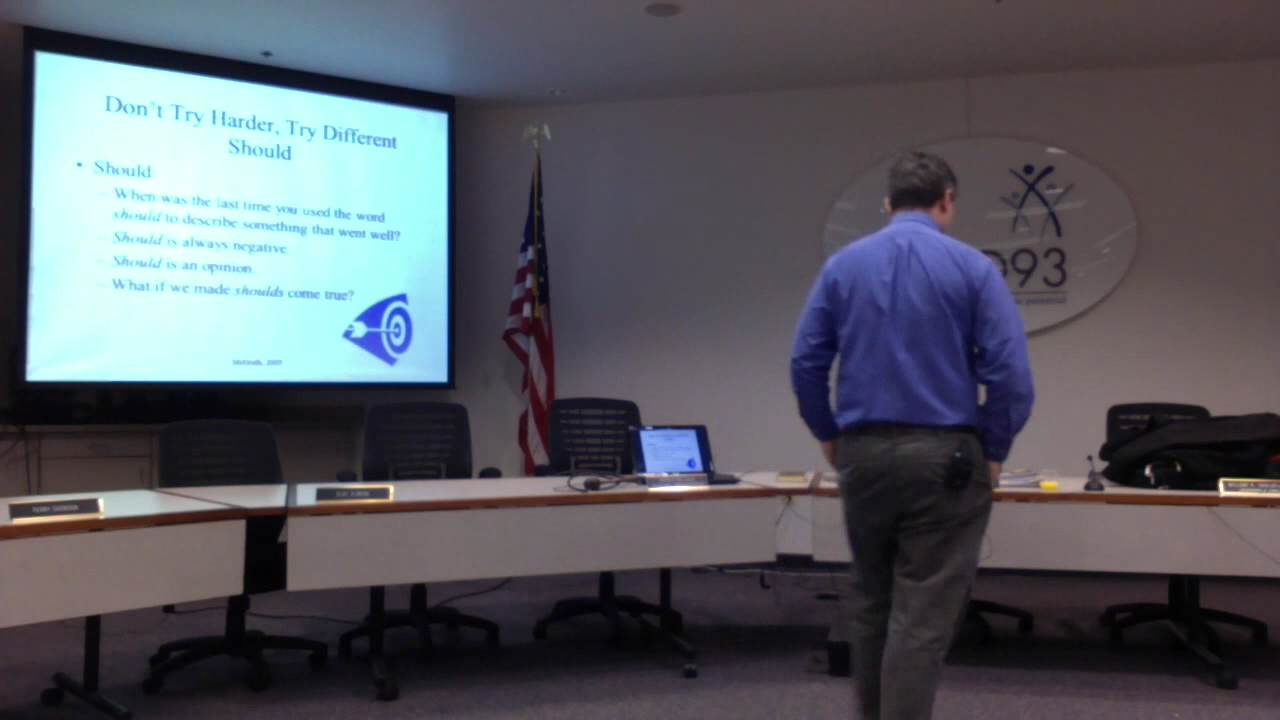 Don't Try Harder, Try Different
Should
• Should
– When was the last time you used the word
should to describe something that went well?
– Should is always negative
– Should is an opinion.
– What if we made shoulds come true?
93